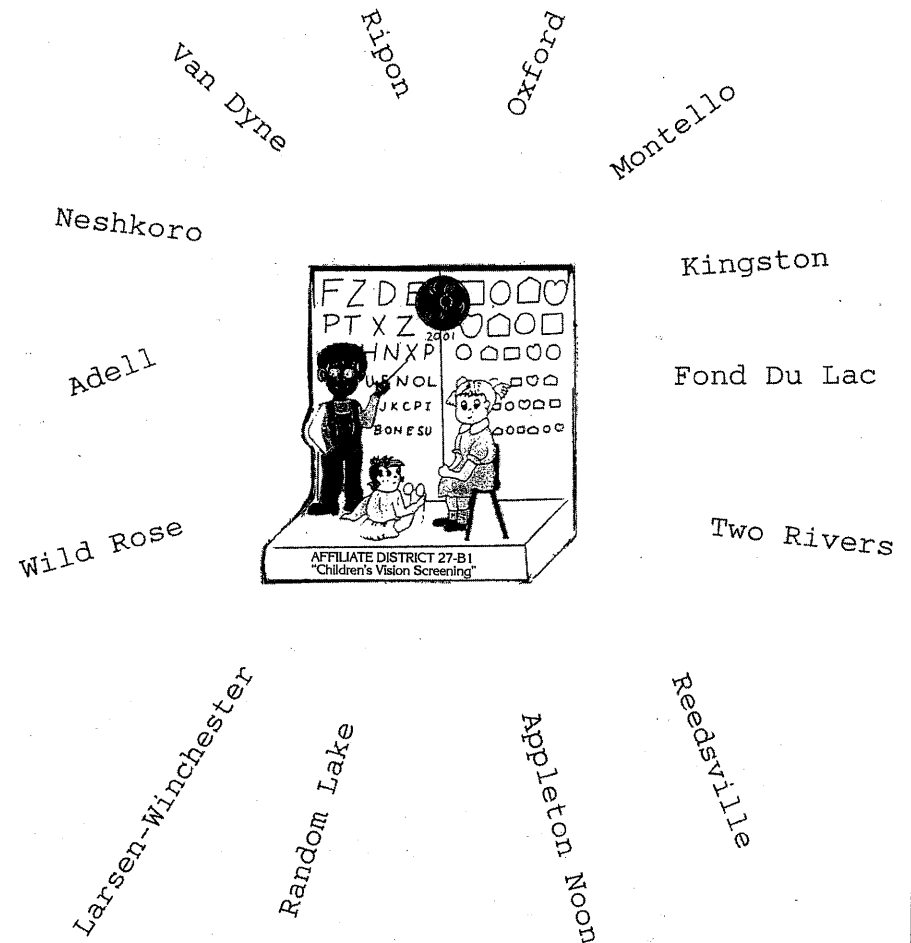 Ripon
Oxford
Van Dyne
Montello
Neshkoro
Kingston
Adell
Fond Du Lac
Wild Rose
Two Rivers
Larsen-Winchester
Random Lake
Appleton Noon
Reedsville
FZDE
PTXZ
2001
HNXP
NOL
JKCPI
BONESU
AFFILIATE DISTRICT 27-B1
"Children's Vision Screening"